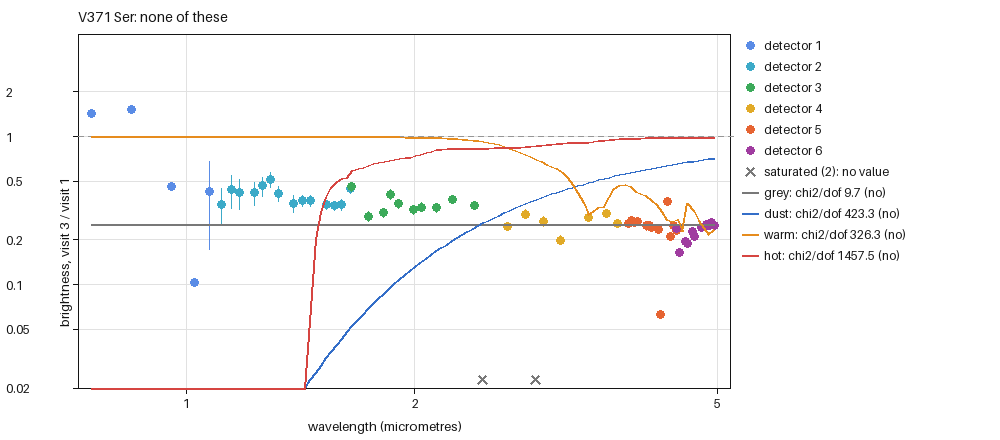 V371 Ser: none of these
brightness, visit 3 / visit 1
2
1
0.5
0.2
0.1
0.05
0.02
1
2
5
wavelength (micrometres)
detector 1
detector 2
detector 3
detector 4
detector 5
detector 6
saturated (2): no value
grey: chi2/dof 9.7 (no)
dust: chi2/dof 423.3 (no)
warm: chi2/dof 326.3 (no)
hot: chi2/dof 1457.5 (no)